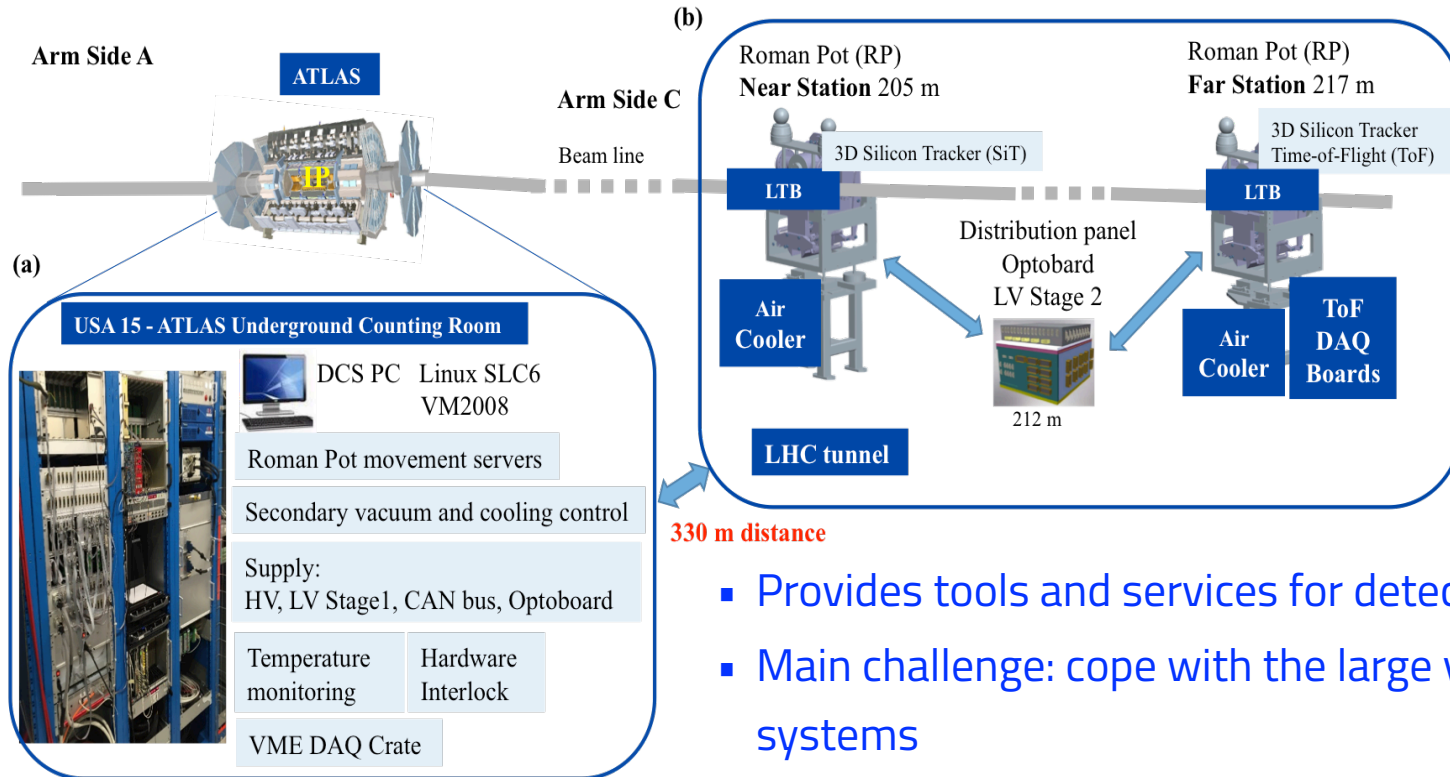 Arm Side A
ATLAS
IP
Arm Side C
Beam line
(b)
Roman Pot (RP)
Near Station 205 m
3D Silicon Tracker (SiT)
LTB
Air
Cooler
Distribution panel
Optobard
LV Stage 2
212 m
Roman Pot (RP)
Far Station 217 m
3D Silicon Tracker
Time-of-Flight (ToF)
LTB
Air
Cooler
ToF
DAQ
Boards
LHC tunnel
(a)
USA 15 - ATLAS Underground Counting Room
DCS PC Linux SLC6
VM2008
Roman Pot movement servers
Secondary vacuum and cooling control
Supply:
HV, LV Stage1, CAN bus, Optoboard
Temperature
monitoring
Hardware
Interlock
VME DAQ Crate
330 m distance
▪ Provides tools and services for detec
▪ Main challenge: cope with the large
systems